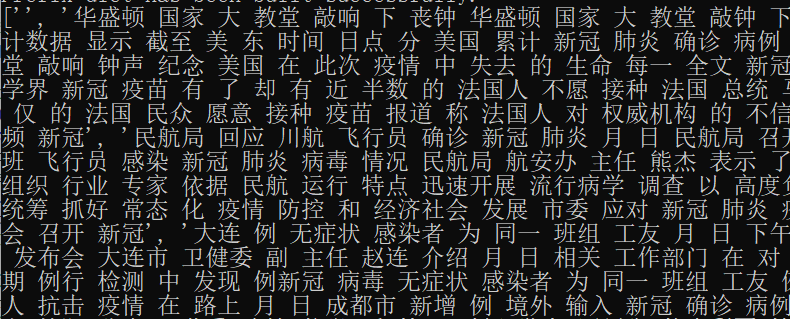 ['', '华盛顿 国家 大 教堂 敲响 下 丧钟 华盛顿 国家 大 教堂 敲钟 下
计数据 显示 截至 美 东 时间 日点 分 美国 累计 新冠 肺炎 确诊 病例
堂 敲响 钟声 纪念 美国 在 此次 疫情 中 失去 的 生命 每一 全文 新冠
学界 新冠 疫苗 有 了 却 有 近 半数 的 法国人 不愿 接种 法国 总统
仅 的 法国 民众 愿意 接种 疫苗 报道 称 法国人 对 权威机构 的 不信
频 新冠', '民航局 回应 川航 飞行员 确诊 新冠 肺炎 月 日 民航局 召开
班 飞行员 感染 新冠 肺炎 病毒 情况 民航局 航安办 主任 熊杰 表示 了
组织 行业 专家 依据 民航 运行 特点 迅速开展 流行病学 调查 以 高度负
统筹 抓好 常态 化 疫情 防控 和 经济社会 发展 市委 应对 新冠 肺炎 疫
会 召开 新冠', '大连 例 无症状 感染者 为 同一 班组 工友 月 日 下午
发布会 大连市 卫健委 副 主任 赵连 介绍 月 日 相关 工作部门 在 对
期 例行 检测 中 发现 例新冠 病毒 无症状 感染者 为 同一 班组 工友
人 抗击 疫情 在 路上 月 日 成都市 新增 例 境外 输入 新冠 确诊 病例